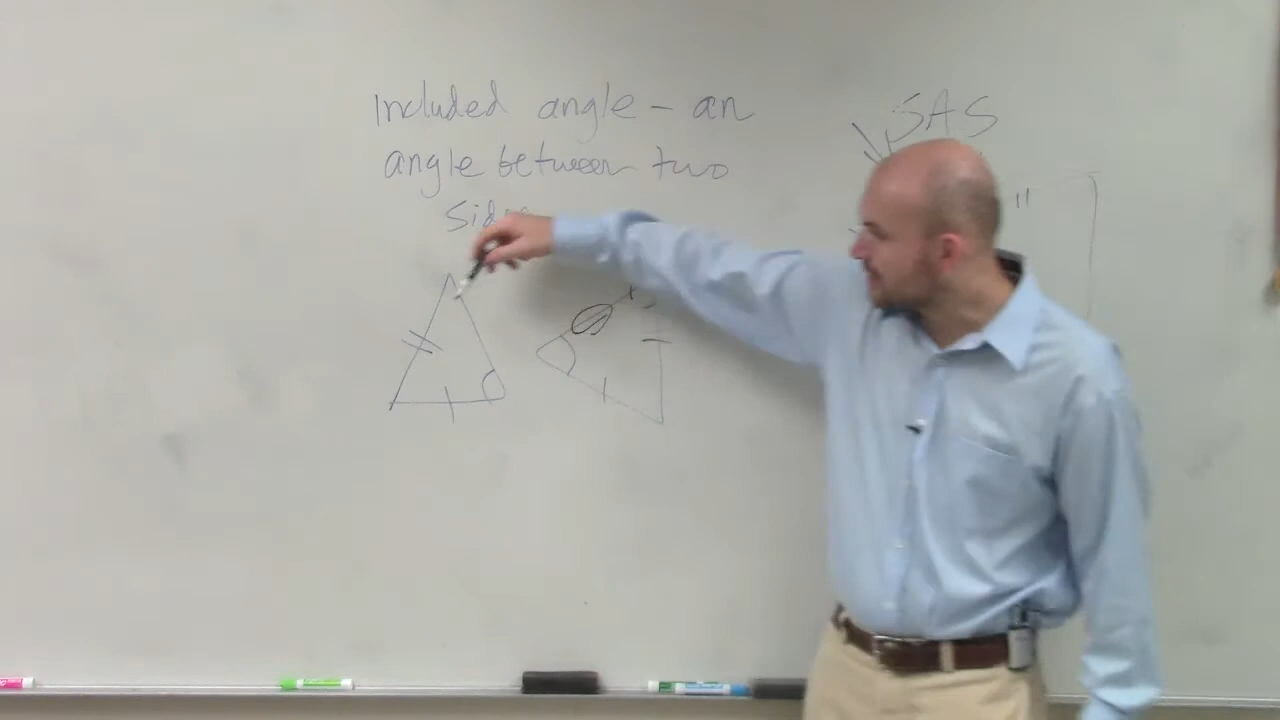 Included angle – an
angle between two
SAS